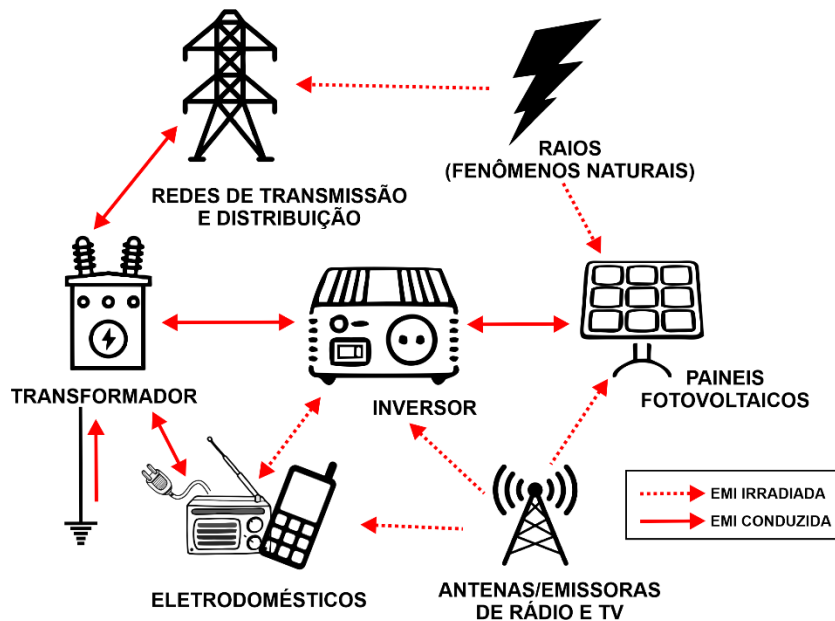 RAIOS
(FENÔMENOS NATURAIS)
REDES DE TRANSMISSÃO
E DISTRIBUIÇÃO
TRANSFORMADOR
INVERSOR
PAINEIS
FOTOVOLTAICOS
EMI IRRADIADA
EMI CONDUZIDA
ELETRODOMÉSTICOS
ANTENAS/EMISSORAS
DE RÁDIO E TV